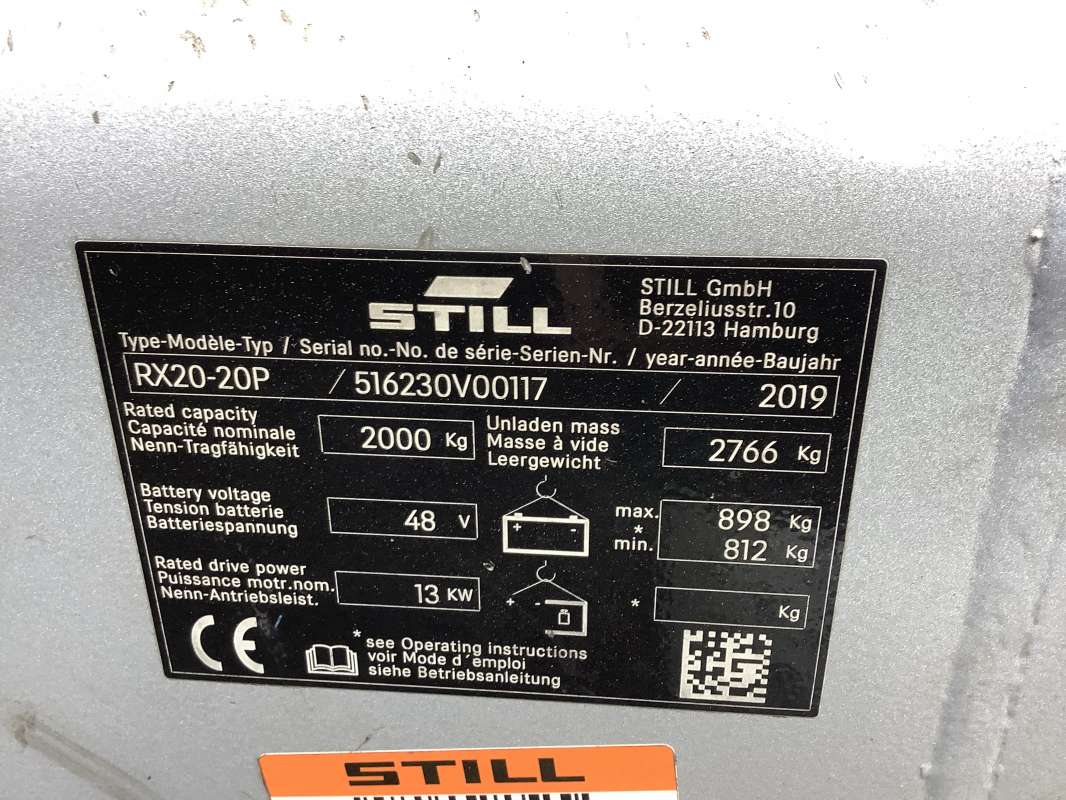 STILL
STILL GmbH
Berzeliusstr.10
D-22113 Hamburg
Type-Modèle-Typ / Serial no.-No. de série-Serien-Nr. / year-année-Baujahr
RX20-20P / 516230V00117 / 2019
Rated capacity
Capacité nominale
Nenn-Tragfähigkeit
2000 Kg
Unladen mass
Masse à vide
Leergewicht
2766 Kg
Battery voltage
Tension batterie
Batteriespannung
48 V
+ -
max. 898 Kg
*
min. 812 Kg
Rated drive power
Puissance motr.nom.
Nenn-Antriebsleist.
13 KW
+ -
* Kg
CE
* see Operating instructions
voir Mode d´emploi
siehe Betriebsanleitung
STILL